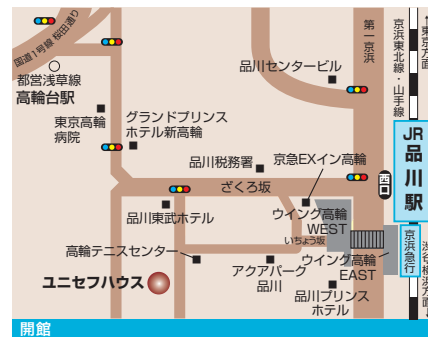 国道1号線 桜田通り
第一京浜
京浜東北線・山手線
←東京方面
都営浅草線
高輪台駅
品川センタービル
東京高輪
病院
グランドプリンス
ホテル新高輪
JR
品川駅
西口
品川税務署
京急EXイン高輪
ざくろ坂
品川東武ホテル
ウイング高輪
WEST
いちょう坂
京浜急行
高輪テニスセンター
アクアパーク
品川
ウイング高輪
EAST
ユニセフハウス
品川プリンス
ホテル
開館